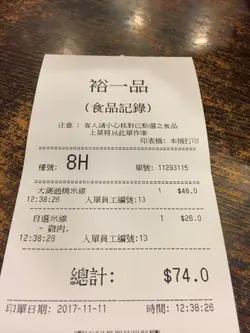 裕一品
(食品記錄)
注意 : 客人請小心核對已點選之食品
上菜將以此單作準
印表機: 本機打印
檯號: 8H 單號: 11293115
大窩過橋米線 1 $48.0
12:38:26 入單員工編號:13
自選米線 1 $26.0
- 雞肉,
12:38:26 入單員工編號:13
總計: $74.0
印單日期: 2017-11-11 時間: 12:38:26